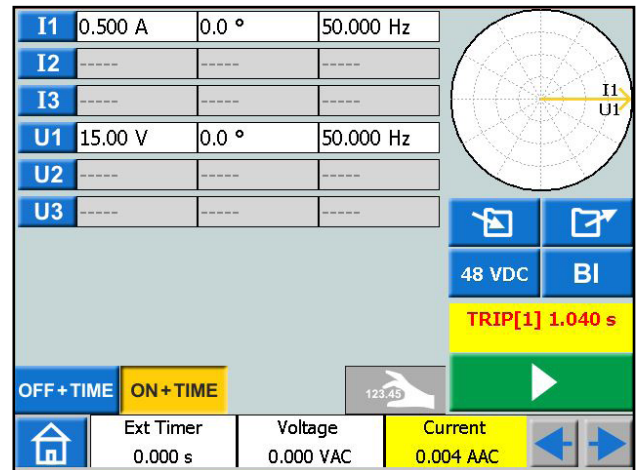 I1 0.500 A 0.0 ° 50.000 Hz
I2 ----- ----- -----
I3 ----- ----- -----
U1 15.00 V 0.0 ° 50.000 Hz
U2 ----- ----- -----
U3 ----- ----- -----
I1
U1
48 VDC BI
TRIP[1] 1.040 s
OFF+TIME ON+TIME 123.45
Ext Timer Voltage Current
0.000 s 0.000 VAC 0.004 AAC